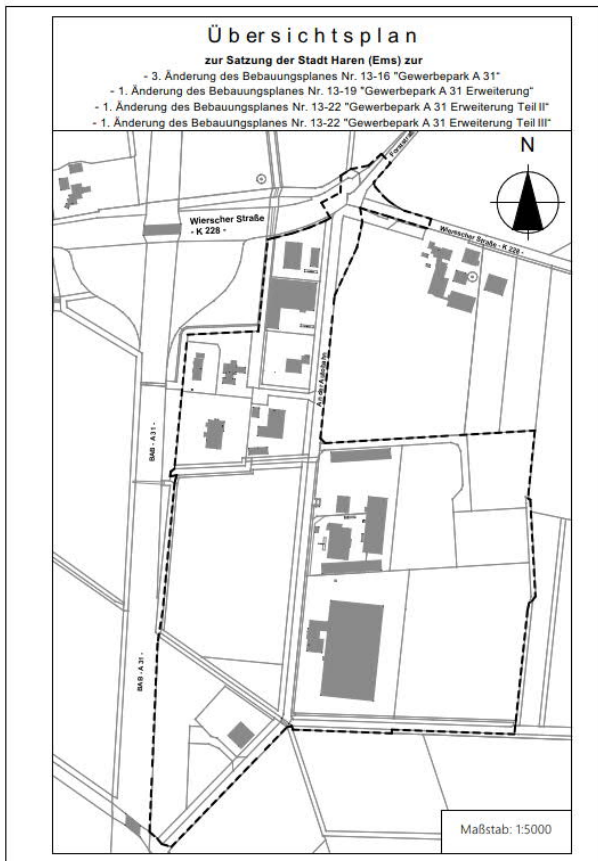 Übersichtsplan
zur Satzung der Stadt Haren (Ems) zur
- 3. Änderung des Bebauungsplanes Nr. 13-16 "Gewerbepark A 31"
- 1. Änderung des Bebauungsplanes Nr. 13-19 "Gewerbepark A 31 Erweiterung"
- 1. Änderung des Bebauungsplanes Nr. 13-22 "Gewerbepark A 31 Erweiterung Teil II"
- 1. Änderung des Bebauungsplanes Nr. 13-22 "Gewerbepark A 31 Erweiterung Teil III"
N
Wierscher Straße
- K 228 -
Wierscher Straße - K 228 -
An der Autobahn
BAB - A 31 -
BAB - A 31 -
Maßstab: 1:5000